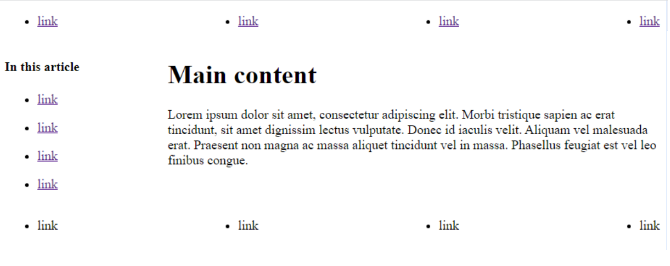 • link • link • link • link
In this article
Main content
• link
• link
• link
• link
Lorem ipsum dolor sit amet, consectetur adipiscing elit. Morbi tristique sapien ac erat
tincidunt, sit amet dignissim lectus vulputate. Donec id iaculis velit. Aliquam vel malesuada
erat. Praesent non magna ac massa aliquet tincidunt vel in massa. Phasellus feugiat est vel leo
finibus congue.
• link • link • link • link